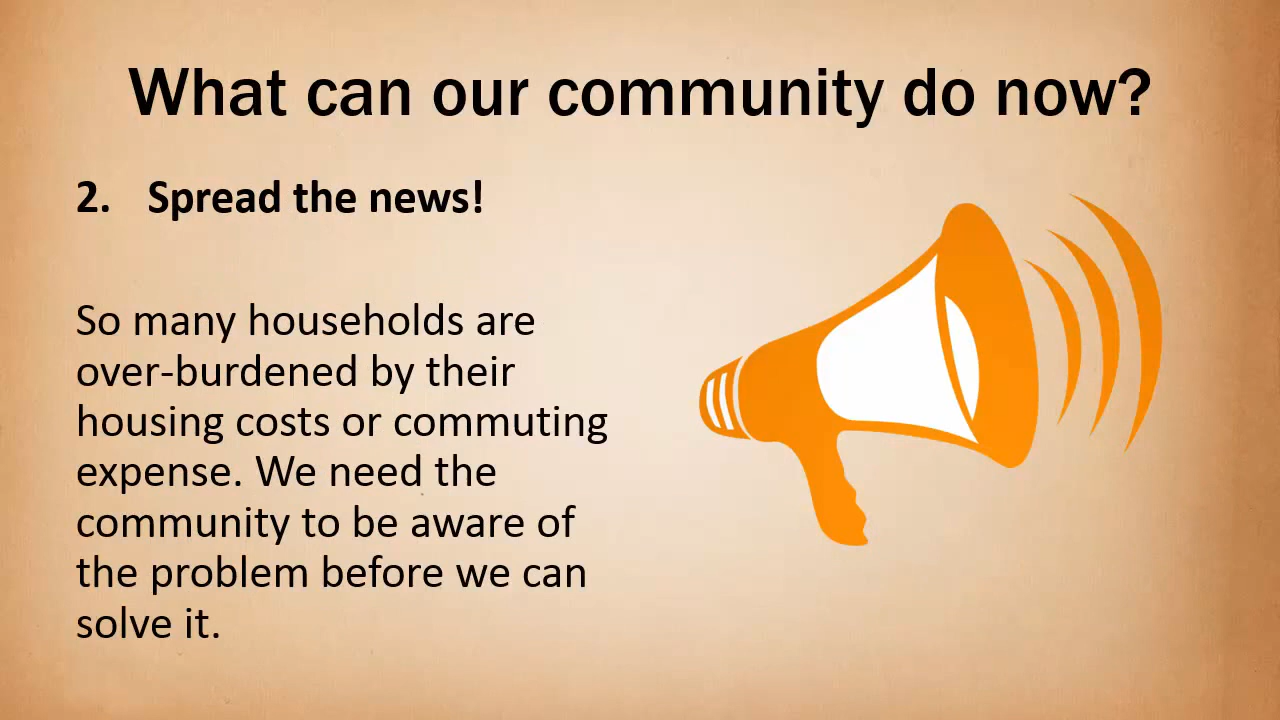 What can our community do now?
2. Spread the news!
So many households are
over-burdened by their
housing costs or commuting
expense. We need the
community to be aware of
the problem before we can
solve it.